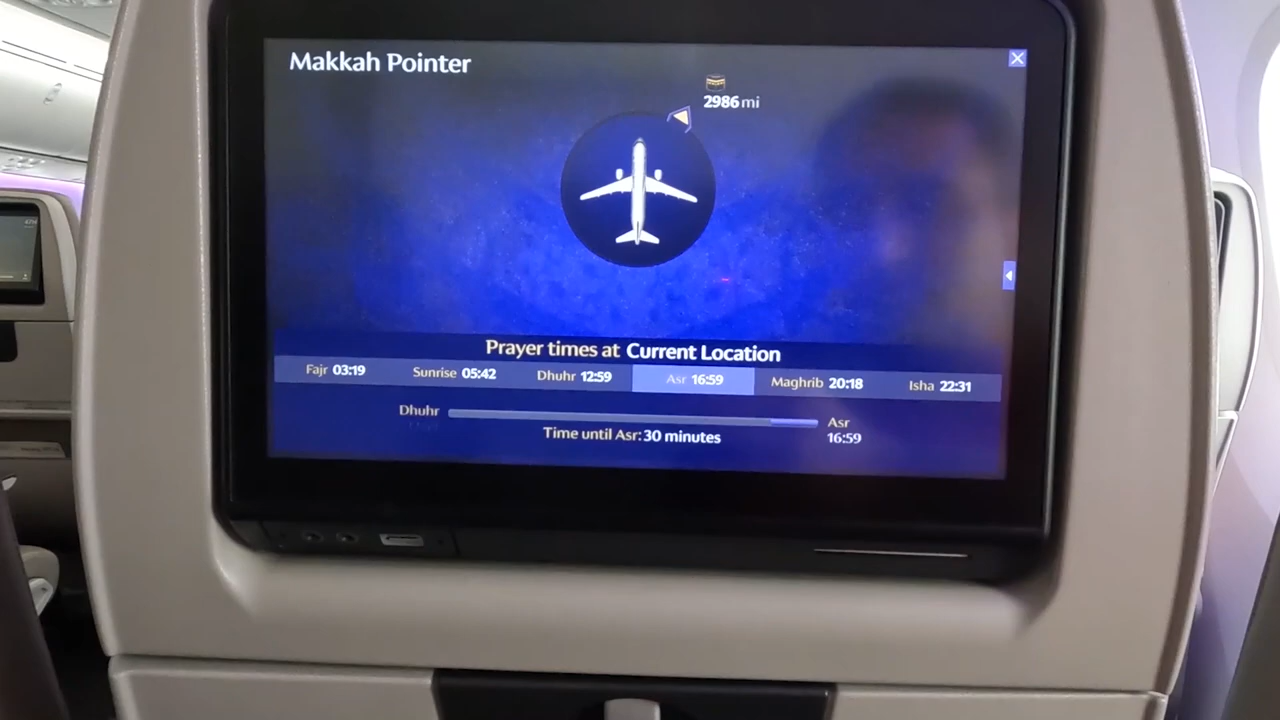 Makkah Pointer
2986 mi
Prayer times at Current Location
Fajr 03:19 Sunrise 05:42 Dhuhr 12:59 Asr 16:59 Maghrib 20:18 Isha 22:31
Dhuhr
Asr
16:59
Time until Asr: 30 minutes